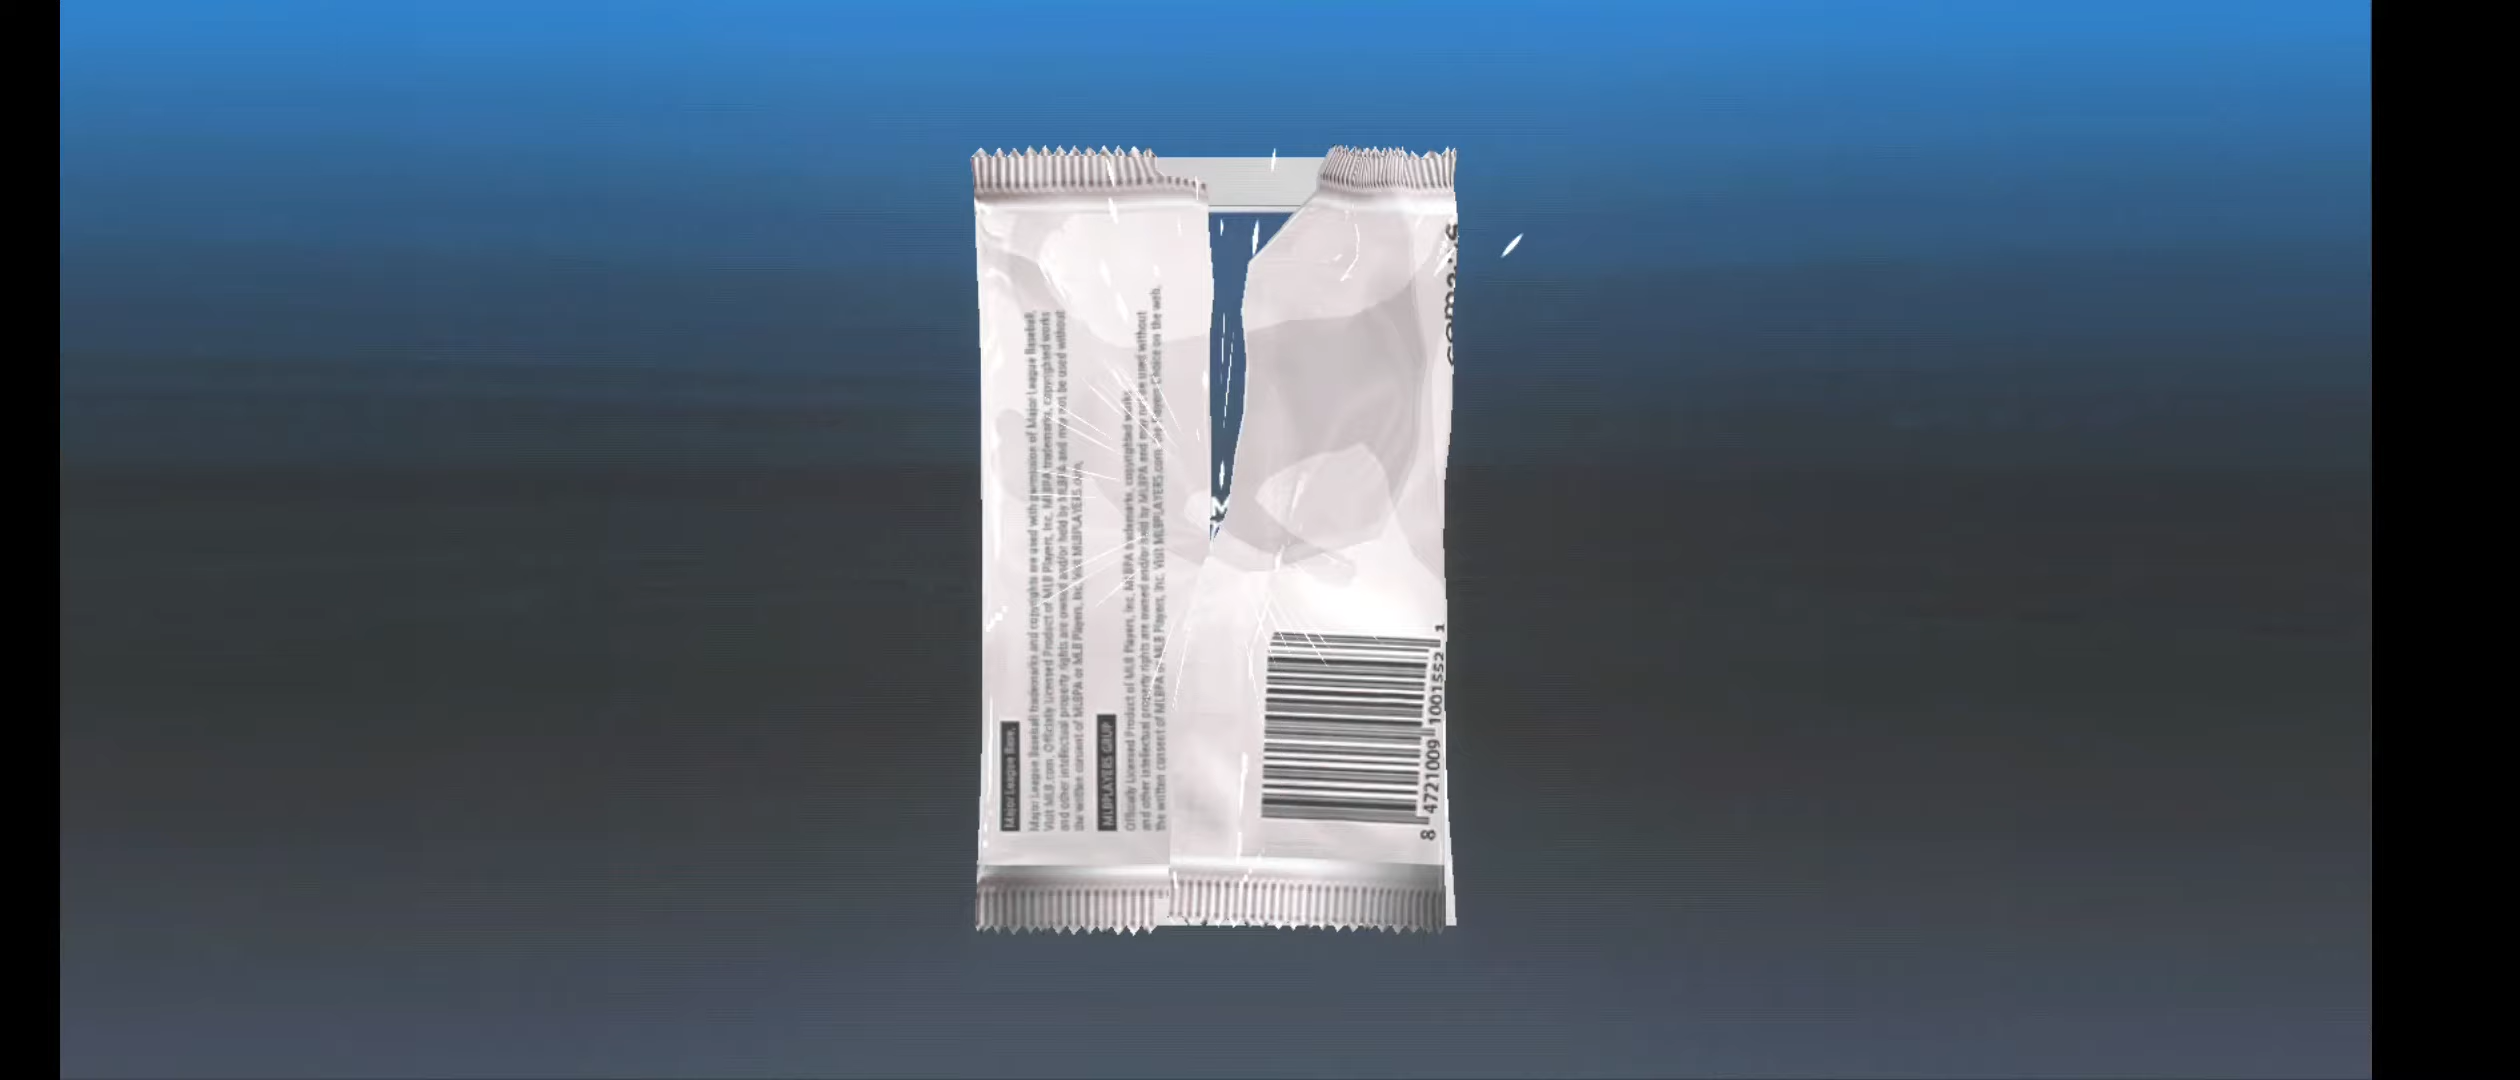 Major League Base,
Major League Baseball trademarks and copyrights are used with permission of Major League Baseball.
Visit MLB.com. Officially Licensed Product of MLB Players, Inc. MLBPA trademarks, copyrighted works
and other intellectual property rights are owned and/or held by MLBPA and may not be used without
the written consent of MLBPA or MLB Players, Inc. Visit MLBPLAYERS.com,
MLBPLAYERS GRUP
Officially Licensed Product of MLB Players, Inc. MLBPA trademarks, copyrighted works,
and other intellectual property rights are owned and/or held by MLBPA and may not be used without
the written consent of MLBPA or MLB Players, Inc. Visit MLBPLAYERS.com, Players Choice on the web.
8 4721009 1001552 1